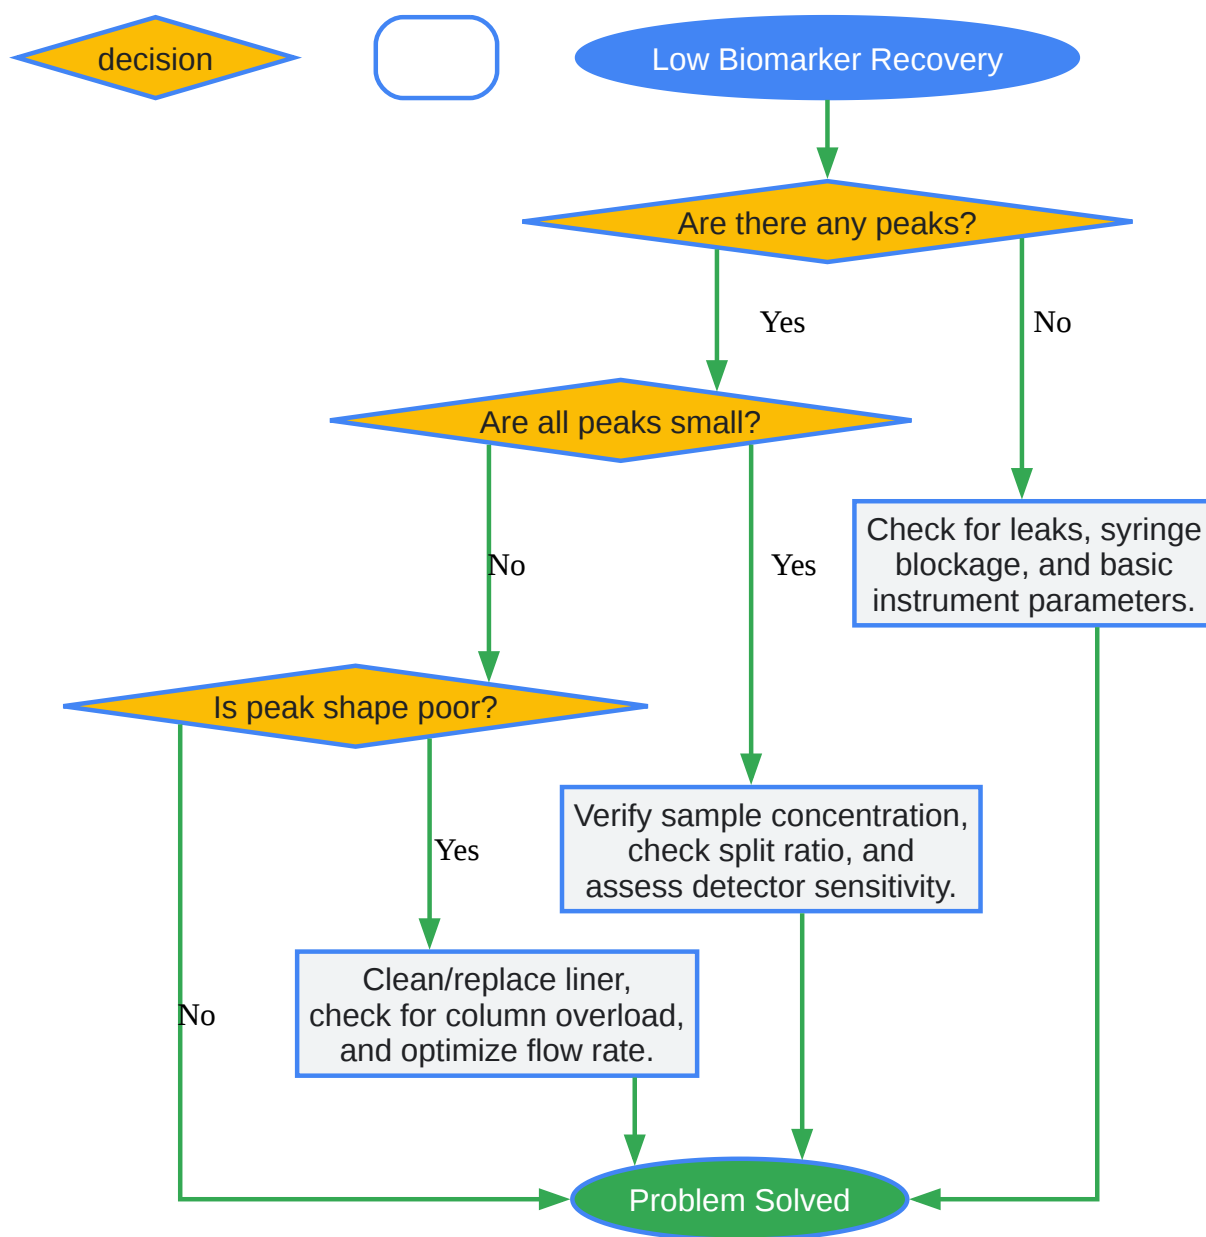 decision
Low Biomarker Recovery
Are there any peaks?
Yes
No
Are all peaks small?
Check for leaks, syringe
blockage, and basic
instrument parameters.
No
Yes
Is peak shape poor?
Verify sample concentration,
check split ratio, and
assess detector sensitivity.
Yes
Clean/replace liner,
check for column overload,
and optimize flow rate.
No
Problem Solved